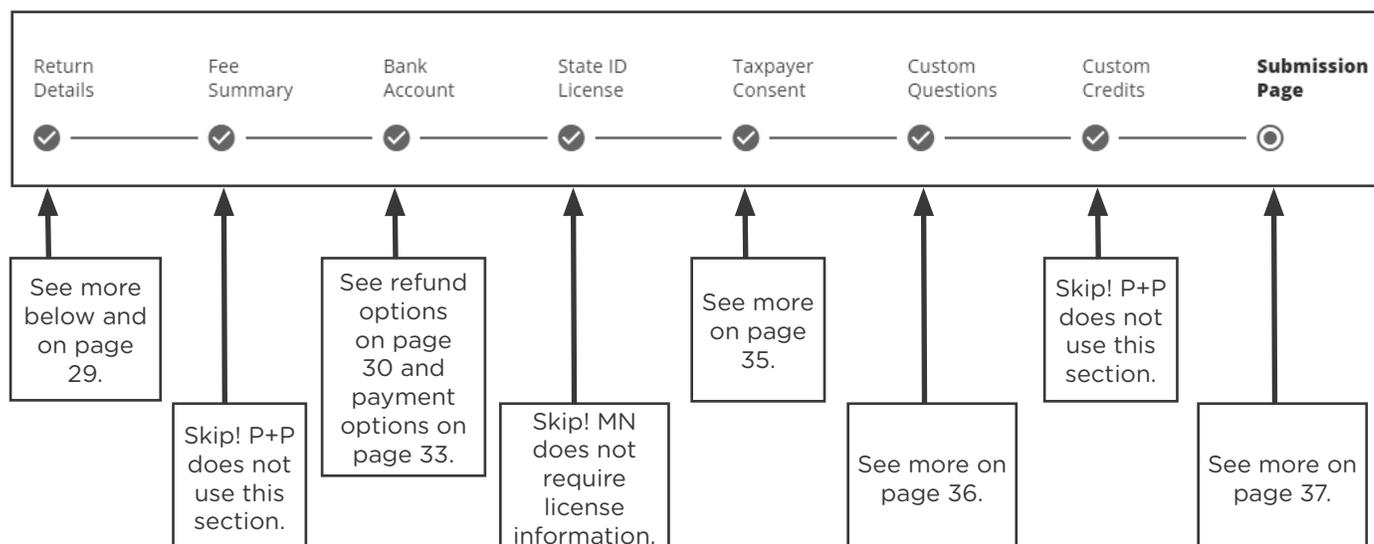 Return
Details
Fee
Summary
Bank
Account
State ID
License
Taxpayer
Consent
Custom
Questions
Custom
Credits
Submission
Page
See more
below and
on page
29.
Skip! P+P
does not
use this
section.
See refund
options
on page
30 and
payment
options on
page 33.
Skip! MN
does not
require
license
information.
See more
on page
35.
See more on
page 36.
Skip! P+P
does not
use this
section.
See more on
page 37.